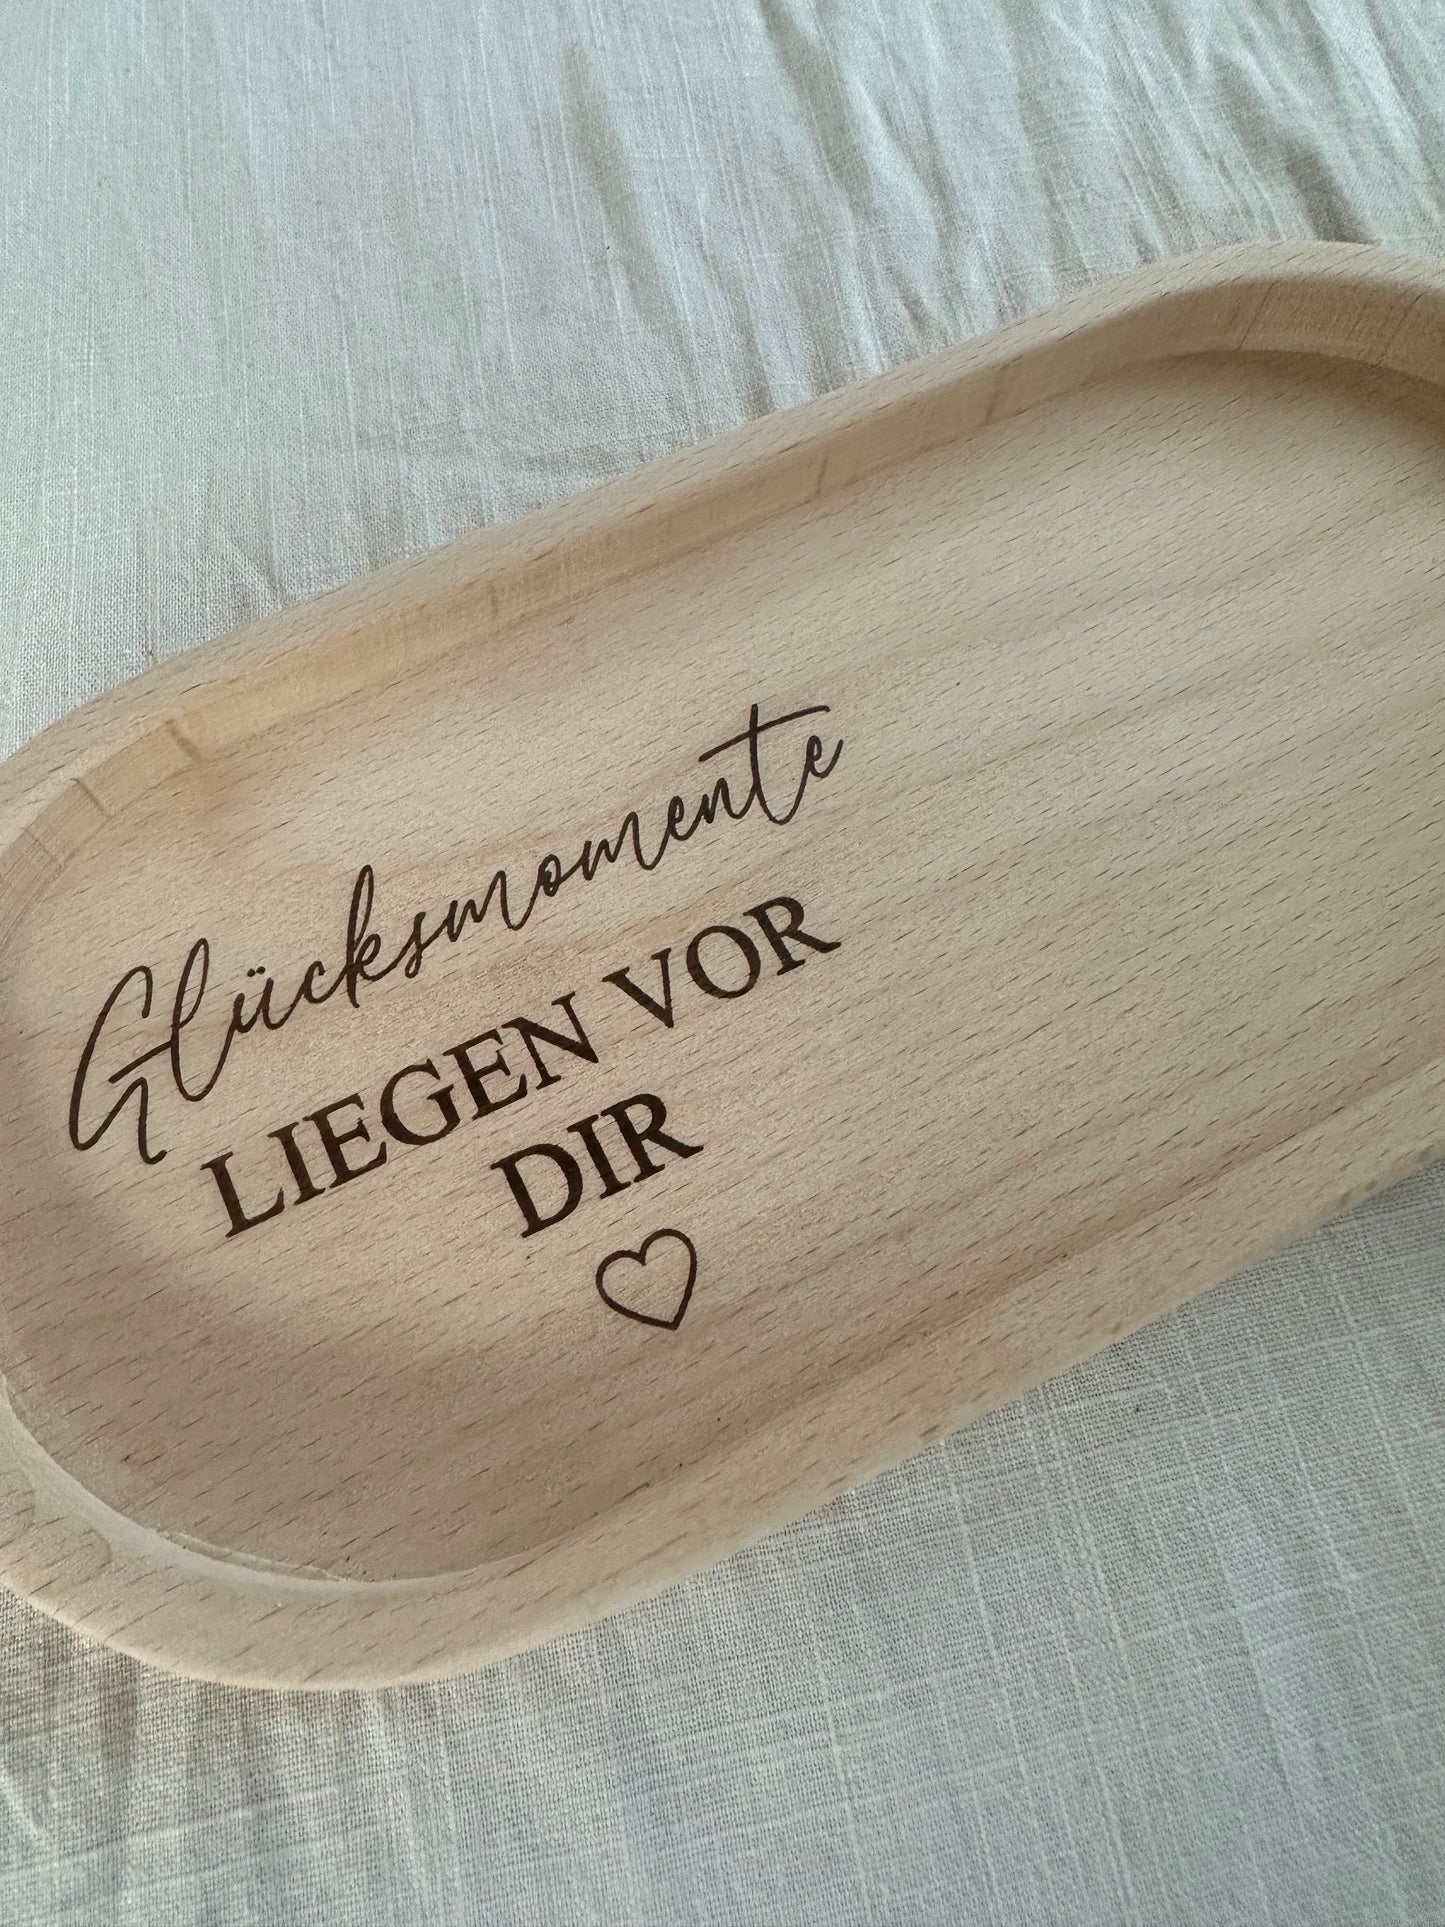 Glücksmomente
LIEGEN VOR
DIR